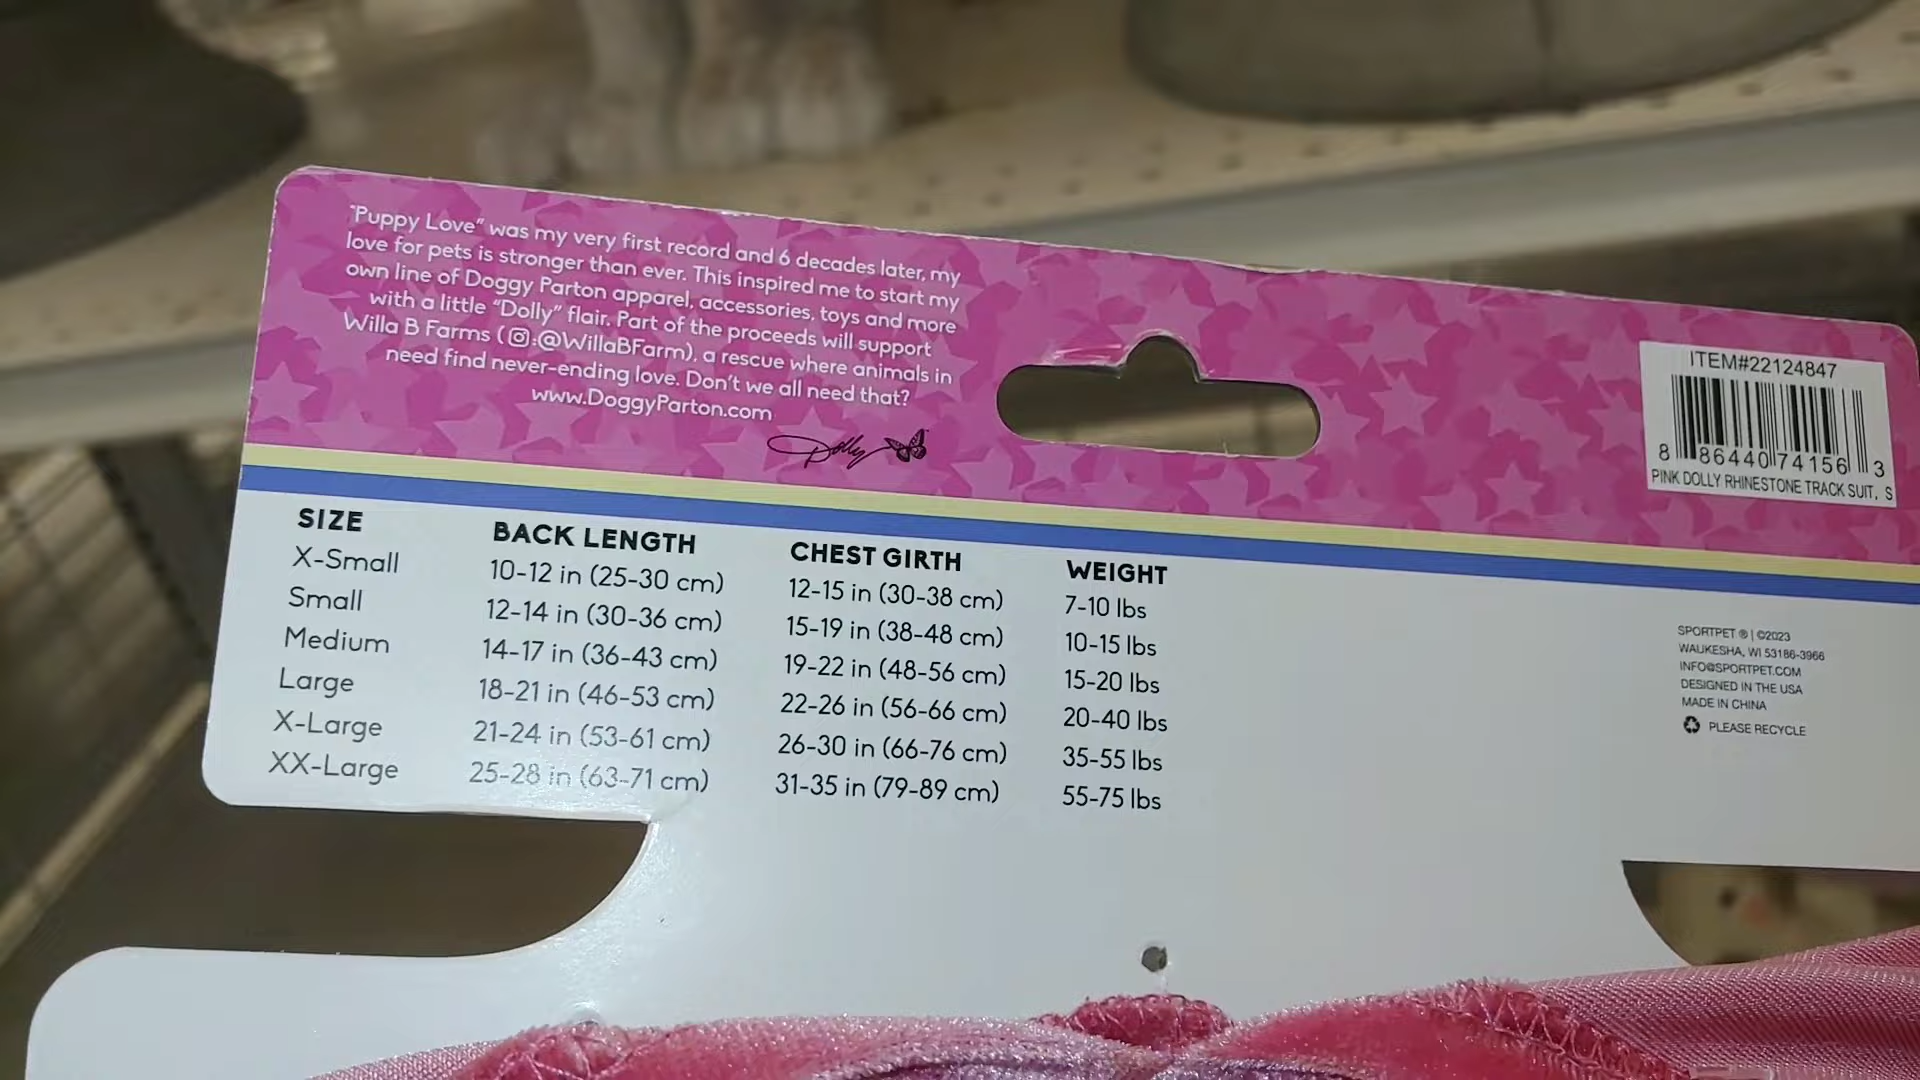 "Puppy Love" was my very first record and 6 decades later, my
love for pets is stronger than ever. This inspired me to start my
own line of Doggy Parton apparel, accessories, toys and more
with a little "Dolly" flair. Part of the proceeds will support
Willa B Farms ( :@WillaBFarm), a rescue where animals in
need find never-ending love. Don't we all need that?
www.DoggyParton.com
Dolly
ITEM#22124847
8 86440 74156 3
PINK DOLLY RHINESTONE TRACK SUIT, S
SIZE BACK LENGTH CHEST GIRTH WEIGHT
X-Small 10-12 in (25-30 cm) 12-15 in (30-38 cm) 7-10 lbs
Small 12-14 in (30-36 cm) 15-19 in (38-48 cm) 10-15 lbs
Medium 14-17 in (36-43 cm) 19-22 in (48-56 cm) 15-20 lbs
Large 18-21 in (46-53 cm) 22-26 in (56-66 cm) 20-40 lbs
X-Large 21-24 in (53-61 cm) 26-30 in (66-76 cm) 35-55 lbs
XX-Large 25-28 in (63-71 cm) 31-35 in (79-89 cm) 55-75 lbs
SPORTPET ® | ©2023
WAUKESHA, WI 53186-3966
INFO@SPORTPET.COM
DESIGNED IN THE USA
MADE IN CHINA
PLEASE RECYCLE